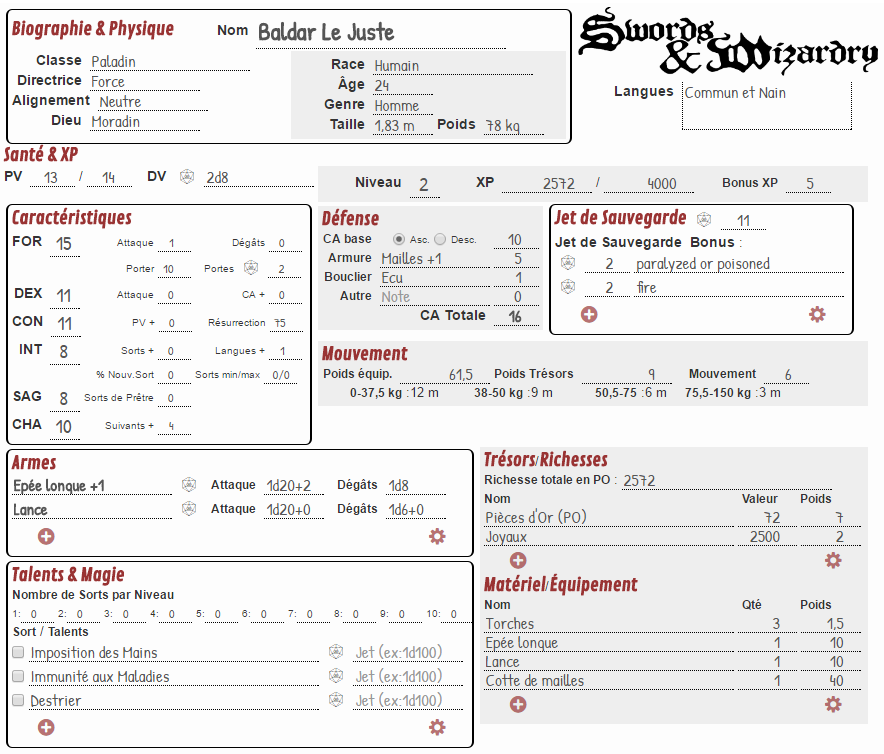 Biographie & Physique
Nom Baldar Le Juste
Swords & Wizardry
Classe Paladin
Directrice Force
Alignement Neutre
Dieu Moradin
Race Humain
Âge 24
Genre Homme
Taille 1,83 m Poids 78 kg
Langues Commun et Nain
Santé & XP
PV 13 / 14 DV 2d8
Niveau 2 XP 2572 / 4000 Bonus XP 5
Caractéristiques
FOR 15 Attaque 1 Dégâts 0
Porter 10 Portes 2
DEX 11 Attaque 0 CA + 0
CON 11 PV + 0 Résurrection 75
INT 8 Sorts + 0 Langues + 1
% Nouv.Sort 0 Sorts min/max 0/0
SAG 8 Sorts de Prêtre 0
CHA 10 Suivants + 4
Défense
CA base Asc. Desc. 10
Armure Mailles +1 5
Bouclier Ecu 1
Autre Note 0
CA Totale 16
Jet de Sauvegarde 11
Jet de Sauvegarde Bonus :
2 paralyzed or poisoned
2 fire
Mouvement
Poids équip. 61,5 Poids Trésors 9 Mouvement 6
0-37,5 kg :12 m 38-50 kg :9 m 50,5-75 :6 m 75,5-150 kg :3 m
Armes
Epée longue +1 Attaque 1d20+2 Dégâts 1d8
Lance Attaque 1d20+0 Dégâts 1d6+0
Talents & Magie
Nombre de Sorts par Niveau
1: 0 2: 0 3: 0 4: 0 5: 0 6: 0 7: 0 8: 0 9: 0 10: 0
Sort / Talents
Imposition des Mains Jet (ex:1d100)
Immunité aux Maladies Jet (ex:1d100)
Destrier Jet (ex:1d100)
Trésors/Richesses
Richesse totale en PO : 2572
Nom Valeur Poids
Pièces d'Or (PO) 72 7
Joyaux 2500 2
Matériel/Équipement
Nom Qté Poids
Torches 3 1,5
Epée longue 1 10
Lance 1 10
Cotte de mailles 1 40